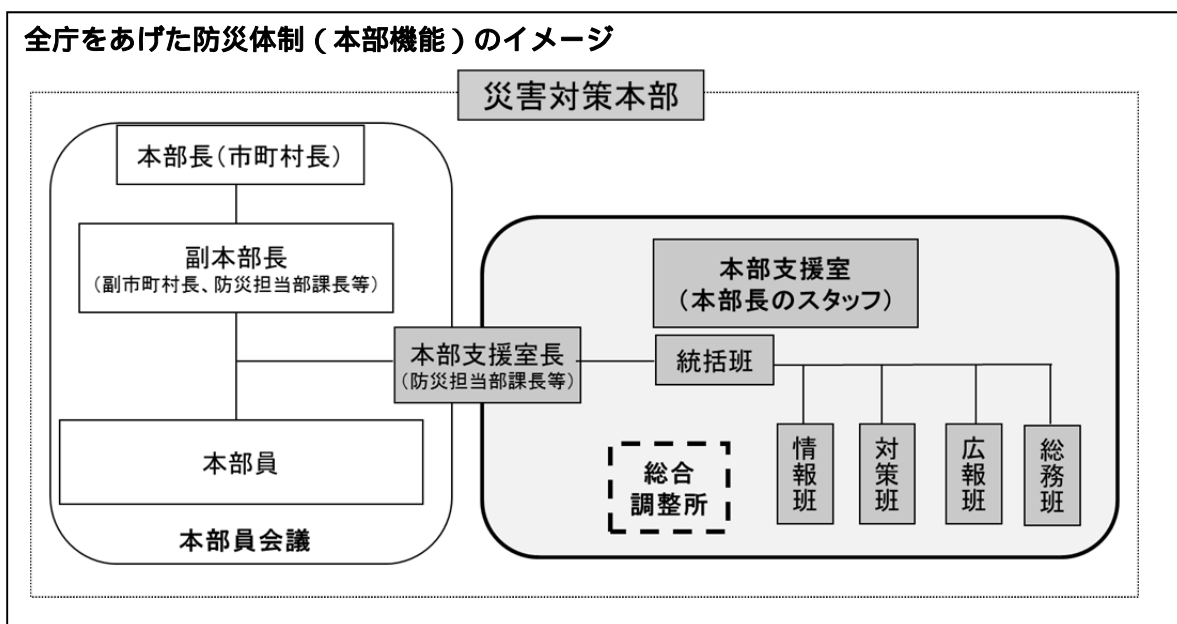 全庁をあげた防災体制（本部機能）のイメージ
災害対策本部
本部長（市町村長）
副本部長
（副市町村長、防災担当部課長等）
本部員
本部員会議
本部支援室長
（防災担当部課長等）
本部支援室
（本部長のスタッフ）
統括班
総合
調整所
情報班
対策班
広報班
総務班